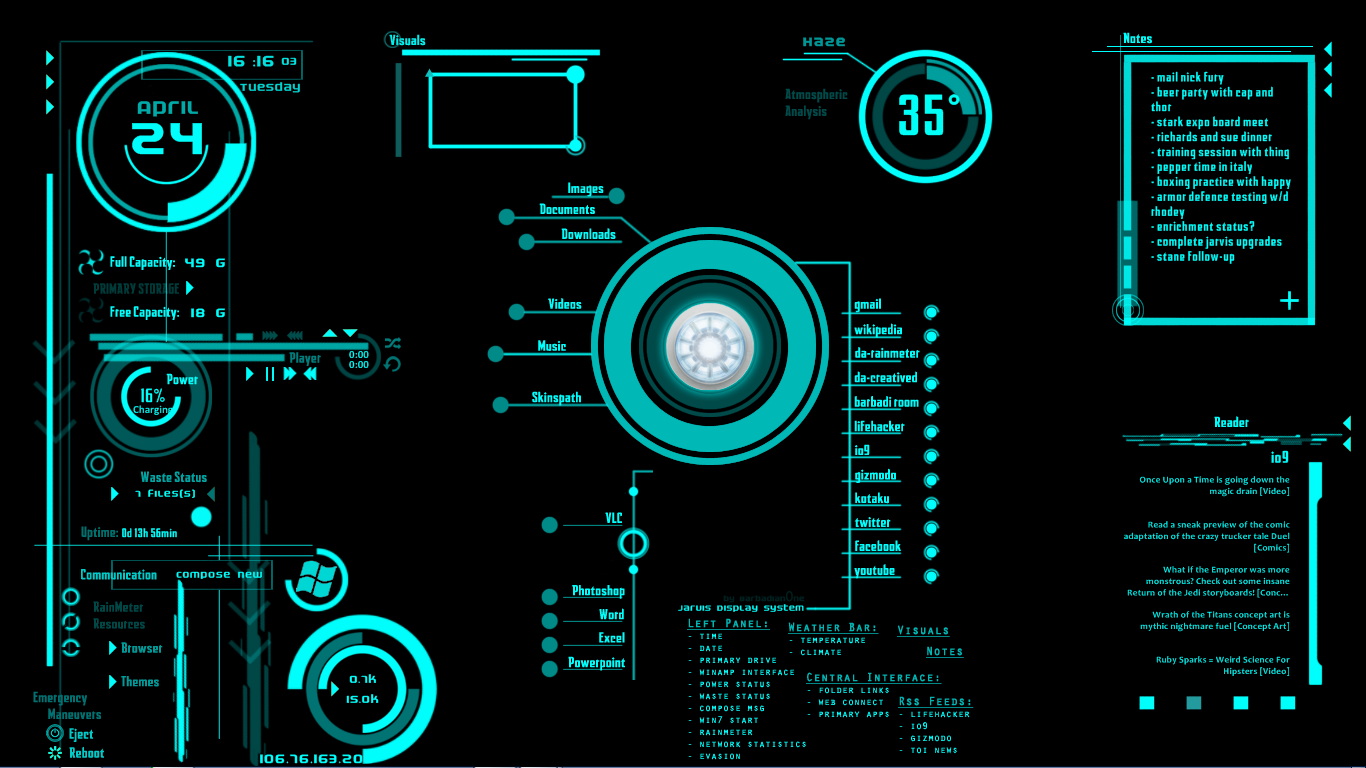 16 :16 03
Tuesday
April
24
Full Capacity: 49 G
PRIMARY STORAGE
Free Capacity: 18 G
Player
0:00
0:00
Power
16%
Charging
Waste Status
7 File(s)
Uptime: 0d 13h 56min
Communication
compose new
RainMeter
Resources
Browser
Themes
0.7k
15.0k
Emergency
Maneuvers
Eject
Reboot
106.76.163.20
Visuals
Images
Documents
Downloads
Videos
Music
Skinspath
VLC
Photoshop
Word
Excel
Powerpoint
Haze
Atmospheric
Analysis
35°
gmail
wikipedia
da-rainmeter
da-creatived
barbadi room
lifehacker
io9
gizmodo
kotaku
twitter
facebook
youtube
by barbadianOne
Jarvis Display System
Left Panel:
- Time
- Date
- Primary Drive
- Winamp Interface
- Power Status
- Waste Status
- Compose Msg
- Win7 Start
- Rainmeter
- Network Statistics
- Evasion
Weather Bar:
- Temperature
- Climate
Visuals
Notes
Central Interface:
- Folder Links
- Web Connect
- Primary Apps
Rss Feeds:
- Lifehacker
- io9
- Gizmodo
- TOI News
Notes
- mail nick fury
- beer party with cap and
thor
- stark expo board meet
- richards and sue dinner
- training session with thing
- pepper time in italy
- boxing practice with happy
- armor defence testing w/d
rhodey
- enrichment status?
- complete jarvis upgrades
- stane follow-up
+
Reader
io9
Once Upon a Time is going down the
magic drain [Video]
Read a sneak preview of the comic
adaptation of the crazy trucker tale Duel
[Comics]
What if the Emperor was more
monstrous? Check out some insane
Return of the Jedi storyboards! [Conc...
Wrath of the Titans concept art is
mythic nightmare fuel [Concept Art]
Ruby Sparks = Weird Science For
Hipsters [Video]